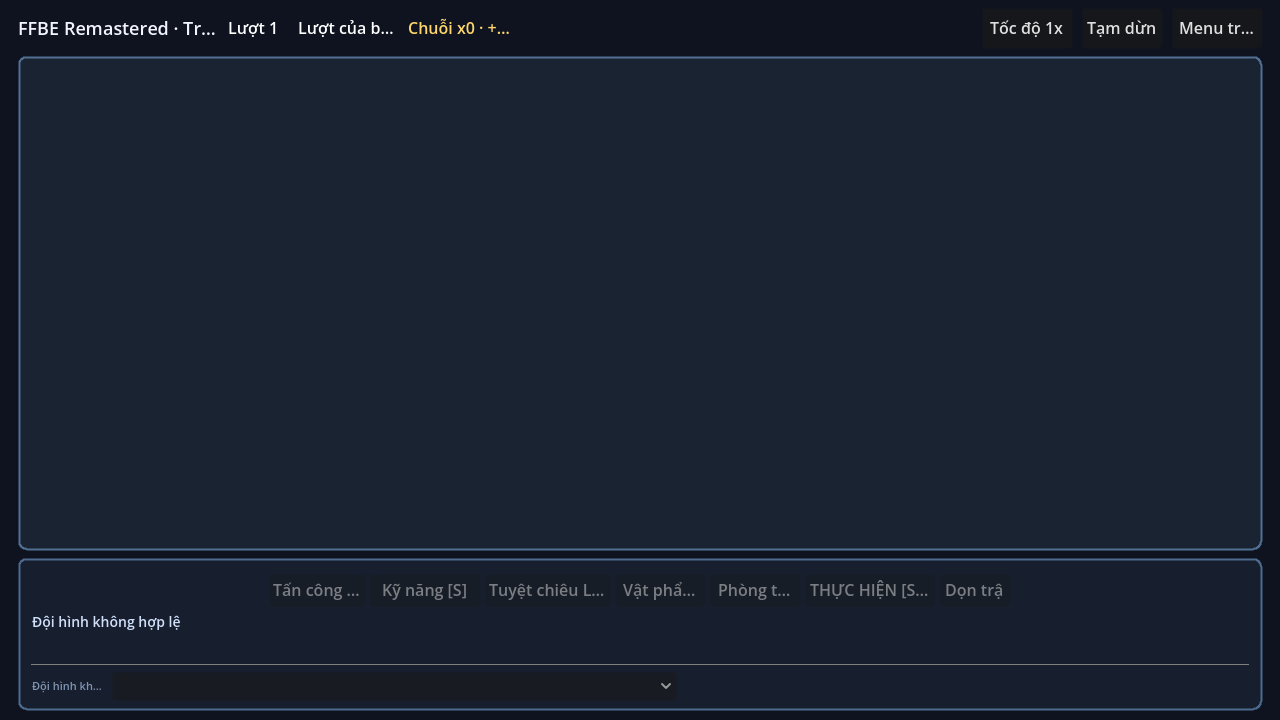 FFBE Remastered · Tr... Lượt 1 Lượt của b... Chuỗi x0 · +... Tốc độ 1x Tạm dừn Menu tr...
Tấn công ... Kỹ năng [S] Tuyệt chiêu L... Vật phẩ... Phòng t... THỰC HIỆN [S... Dọn trậ
Đội hình không hợp lệ
Đội hình kh...